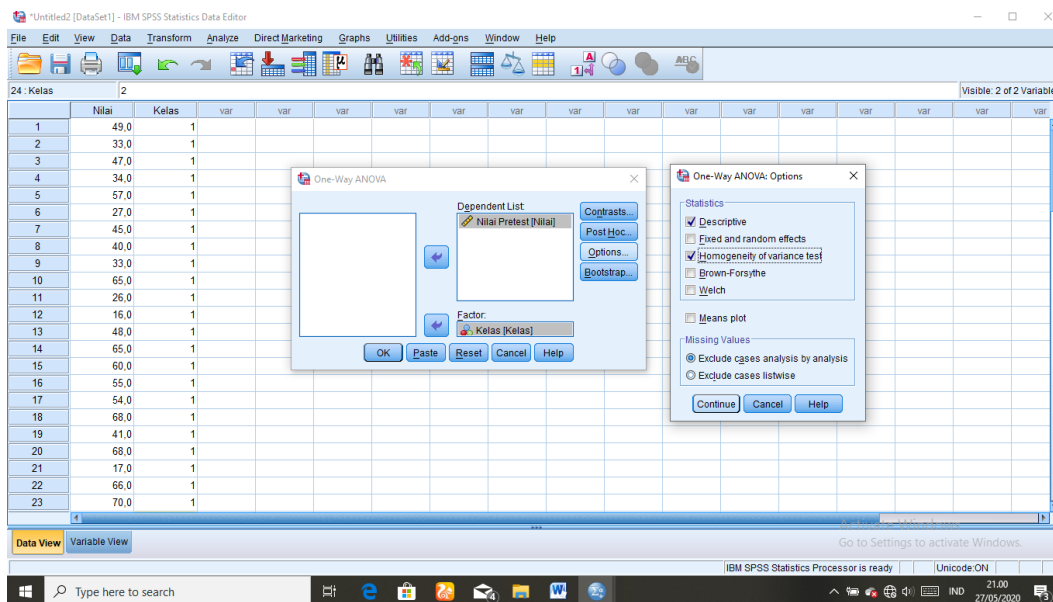 *Untitled2 [DataSet1] - IBM SPSS Statistics Data Editor
File Edit View Data Transform Analyze Direct Marketing Graphs Utilities Add-ons Window Help
24 : Kelas 2 Visible: 2 of 2 Variable
Nilai Kelas var var var var var var var var var var var var var var var
1 49,0 1
2 33,0 1
3 47,0 1
4 34,0 1
5 57,0 1
6 27,0 1
7 45,0 1
8 40,0 1
9 33,0 1
10 65,0 1
11 26,0 1
12 16,0 1
13 48,0 1
14 65,0 1
15 60,0 1
16 55,0 1
17 54,0 1
18 68,0 1
19 41,0 1
20 68,0 1
21 17,0 1
22 66,0 1
23 70,0 1
One-Way ANOVA
Dependent List:
Nilai Pretest [Nilai]
Factor:
Kelas [Kelas]
Contrasts...
Post Hoc...
Options...
Bootstrap...
OK Paste Reset Cancel Help
One-Way ANOVA: Options
Statistics
Descriptive
Fixed and random effects
Homogeneity of variance test
Brown-Forsythe
Welch
Means plot
Missing Values
Exclude cases analysis by analysis
Exclude cases listwise
Continue Cancel Help
Data View Variable View
Activate Windows
Go to Settings to activate Windows.
IBM SPSS Statistics Processor is ready Unicode:ON
Type here to search
IND
21.00
27/05/2020